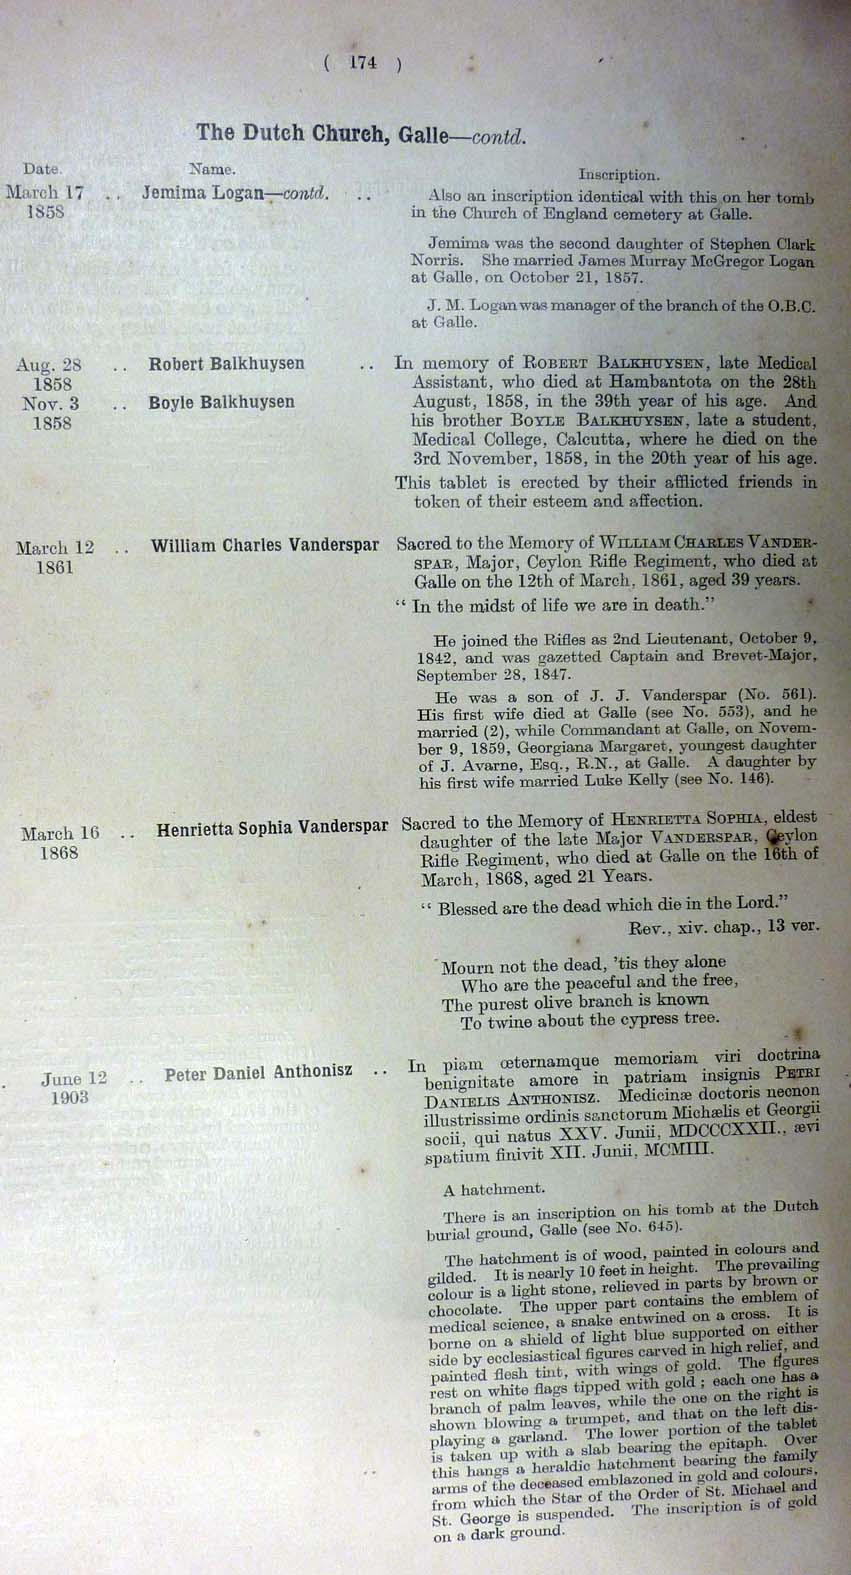 ( 174 )
The Dutch Church, Galle—contd.
Date. Name. Inscription.
March 17 .. Jemima Logan—contd. .. Also an inscription identical with this on her tomb
1858 in the Church of England cemetery at Galle.
Jemima was the second daughter of Stephen Clark
Norris. She married James Murray McGregor Logan
at Galle, on October 21, 1857.
J. M. Logan was manager of the branch of the O.B.C.
at Galle.
Aug. 28 .. Robert Balkhuysen .. In memory of ROBERT BALKHUYSEN, late Medical
1858 Assistant, who died at Hambantota on the 28th
Nov. 3 .. Boyle Balkhuysen August, 1858, in the 39th year of his age. And
1858 his brother BOYLE BALKHUYSEN, late a student,
Medical College, Calcutta, where he died on the
3rd November, 1858, in the 20th year of his age.
This tablet is erected by their afflicted friends in
token of their esteem and affection.
March 12 .. William Charles Vanderspar Sacred to the Memory of WILLIAM CHARLES VANDER-
1861 SPAR, Major, Ceylon Rifle Regiment, who died at
Galle on the 12th of March, 1861, aged 39 years.
“ In the midst of life we are in death.”
He joined the Rifles as 2nd Lieutenant, October 9,
1842, and was gazetted Captain and Brevet-Major,
September 28, 1847.
He was a son of J. J. Vanderspar (No. 561).
His first wife died at Galle (see No. 553), and he
married (2), while Commandant at Galle, on Novem-
ber 9, 1859, Georgiana Margaret, youngest daughter
of J. Avarne, Esq., R.N., at Galle. A daughter by
his first wife married Luke Kelly (see No. 146).
March 16 .. Henrietta Sophia Vanderspar Sacred to the Memory of HENRIETTA SOPHIA, eldest
1868 daughter of the late Major VANDERSPAR, Ceylon
Rifle Regiment, who died at Galle on the 16th of
March, 1868, aged 21 Years.
“ Blessed are the dead which die in the Lord.”
Rev., xiv. chap., 13 ver.
Mourn not the dead, ’tis they alone
Who are the peaceful and the free,
The purest olive branch is known
To twine about the cypress tree.
June 12 .. Peter Daniel Anthonisz .. In piam œternamque memoriam viri doctrina
1903 benignitate amore in patriam insignis PETRI
DANIELIS ANTHONISZ. Medicinæ doctoris necnon
illustrissime ordinis sanctorum Michælis et Georgii
socii, qui natus XXV. Junii, MDCCCXXII., ævi
spatium finivit XII. Junii, MCMIII.
A hatchment.
There is an inscription on his tomb at the Dutch
burial ground, Galle (see No. 645).
The hatchment is of wood, painted in colours and
gilded. It is nearly 10 feet in height. The prevailing
colour is a light stone, relieved in parts by brown or
chocolate. The upper part contains the emblem of
medical science, a snake entwined on a cross. It is
borne on a shield of light blue supported on either
side by ecclesiastical figures carved in high relief, and
painted flesh tint, with wings of gold. The figures
rest on white flags tipped with gold ; each one has a
branch of palm leaves, while the one on the right is
shown blowing a trumpet, and that on the left dis-
playing a garland. The lower portion of the tablet
is taken up with a slab bearing the epitaph. Over
this hangs a heraldic hatchment bearing the family
arms of the deceased emblazoned in gold and colours,
from which the Star of the Order of St. Michael and
St. George is suspended. The inscription is of gold
on a dark ground.